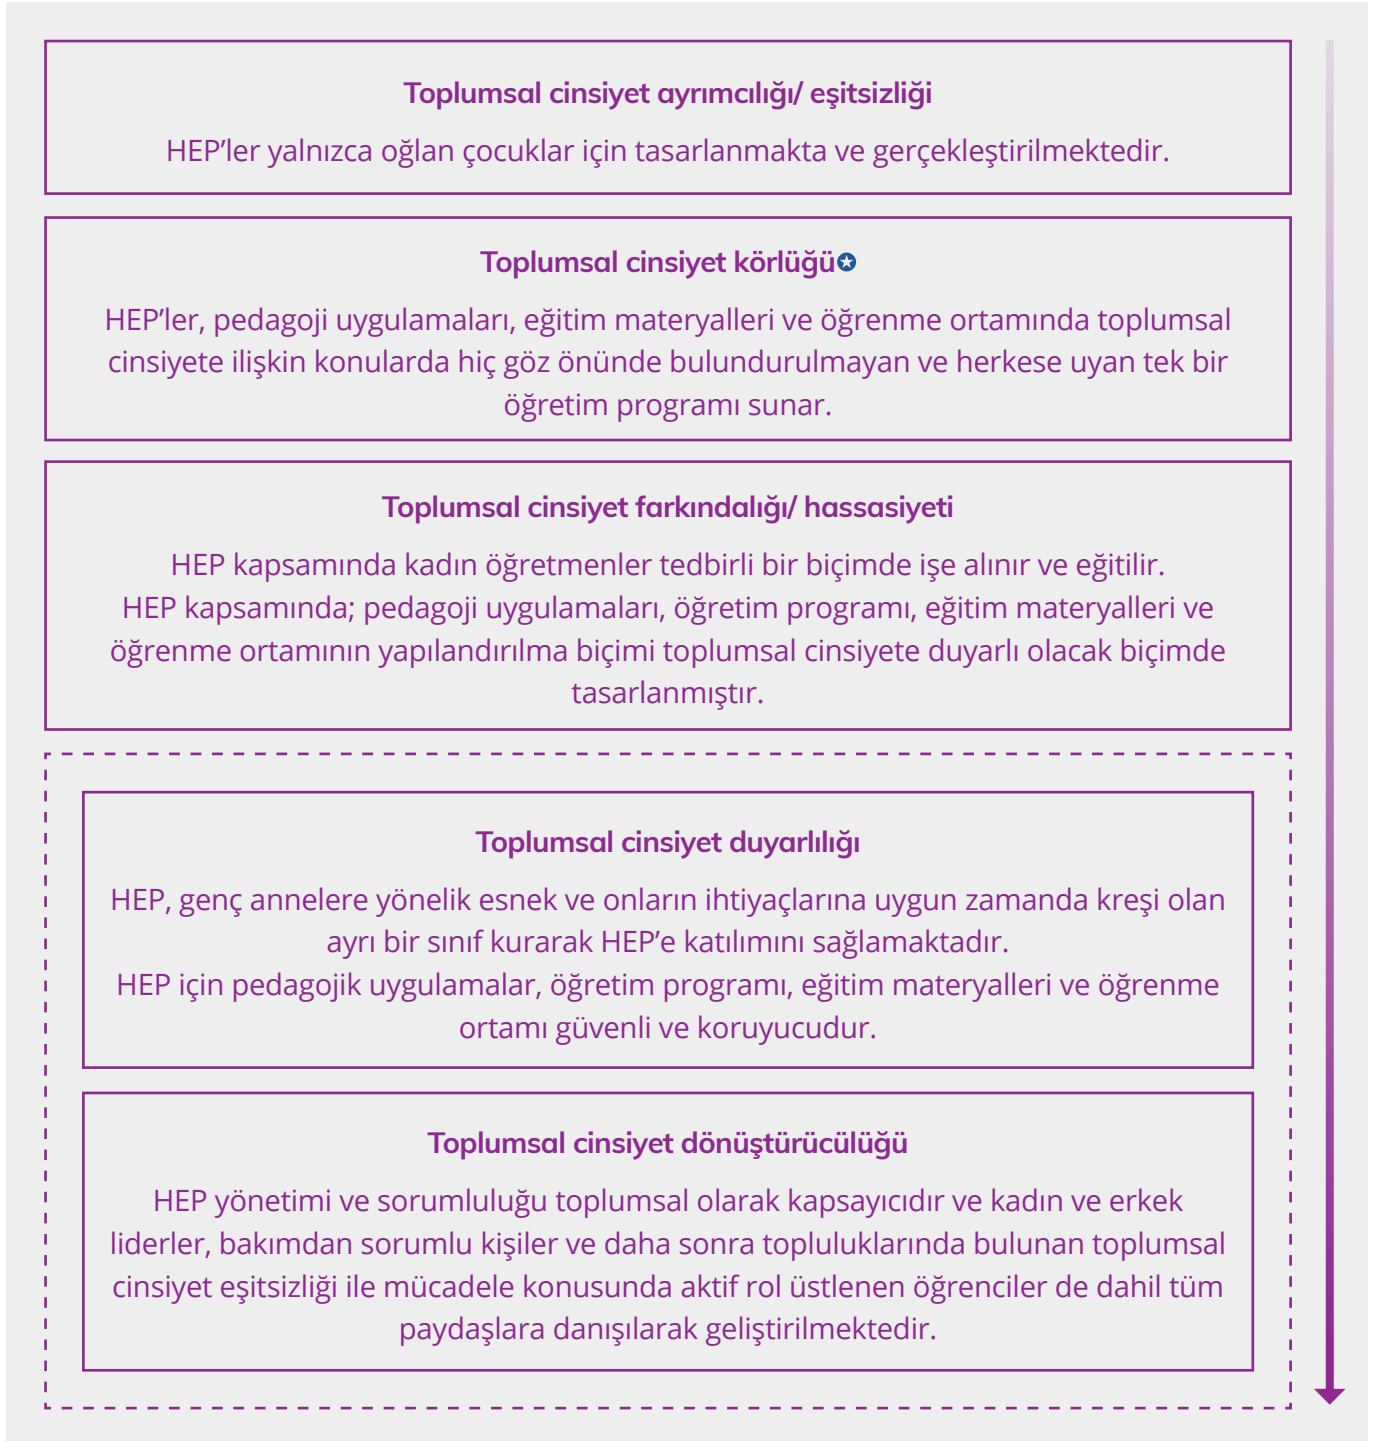 Toplumsal cinsiyet ayrımcılığı/ eşitsizliği
HEP’ler yalnızca oğlan çocuklar için tasarlanmakta ve gerçekleştirilmektedir.
Toplumsal cinsiyet körlüğü
HEP’ler, pedagoji uygulamaları, eğitim materyalleri ve öğrenme ortamında toplumsal
cinsiyete ilişkin konularda hiç göz önünde bulundurulmayan ve herkese uyan tek bir
öğretim programı sunar.
Toplumsal cinsiyet farkındalığı/ hassasiyeti
HEP kapsamında kadın öğretmenler tedbirli bir biçimde işe alınır ve eğitilir.
HEP kapsamında; pedagoji uygulamaları, öğretim programı, eğitim materyalleri ve
öğrenme ortamının yapılandırılma biçimi toplumsal cinsiyete duyarlı olacak biçimde
tasarlanmıştır.
Toplumsal cinsiyet duyarlılığı
HEP, genç annelere yönelik esnek ve onların ihtiyaçlarına uygun zamanda kreşi olan
ayrı bir sınıf kurarak HEP’e katılımını sağlamaktadır.
HEP için pedagojik uygulamalar, öğretim programı, eğitim materyalleri ve öğrenme
ortamı güvenli ve koruyucudur.
Toplumsal cinsiyet dönüştürücülüğü
HEP yönetimi ve sorumluluğu toplumsal olarak kapsayıcıdır ve kadın ve erkek
liderler, bakımdan sorumlu kişiler ve daha sonra topluluklarında bulunan toplumsal
cinsiyet eşitsizliği ile mücadele konusunda aktif rol üstlenen öğrenciler de dahil tüm
paydaşlara danışılarak geliştirilmektedir.